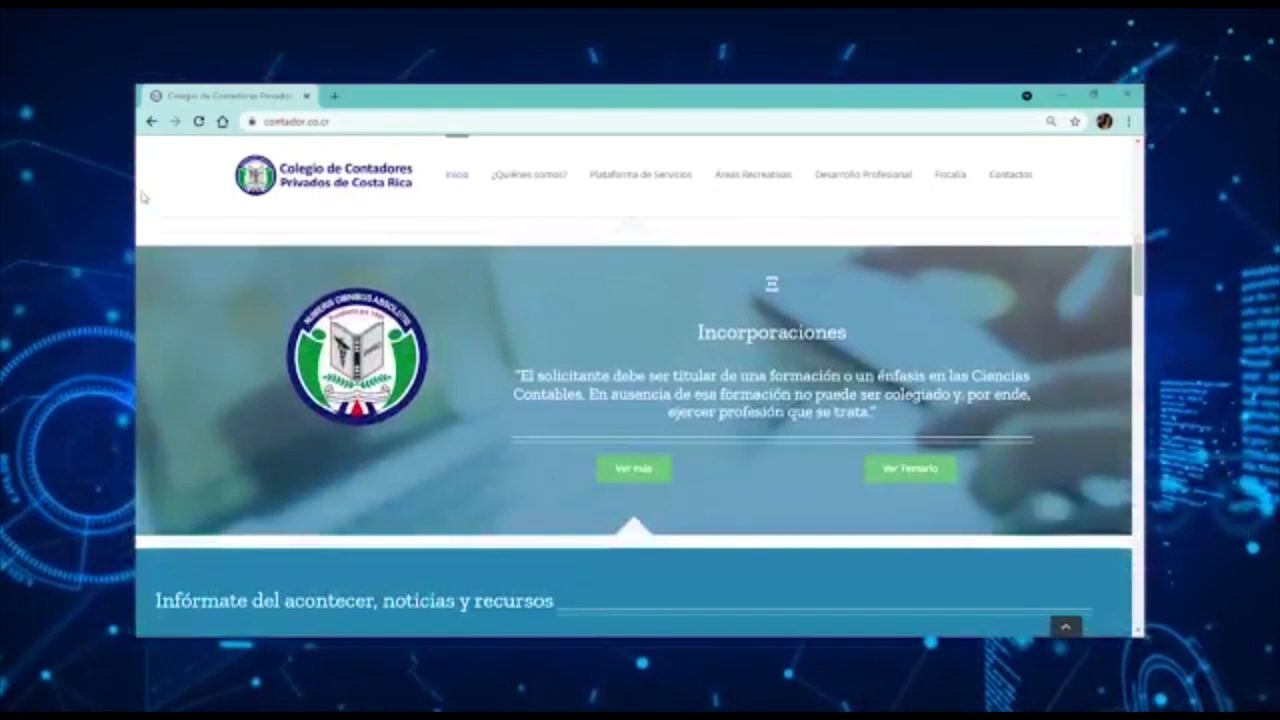 Colegio de Contadores Privados
contador.co.cr
Colegio de Contadores
Privados de Costa Rica
Inicio
¿Quiénes somos?
Plataforma de Servicios
Áreas Recreativas
Desarrollo Profesional
Fiscalía
Contactos
Incorporaciones
"El solicitante debe ser titular de una formación o un énfasis en las Ciencias
Contables. En ausencia de esa formación no puede ser colegiado y, por ende,
ejercer profesión que se trata."
Ver más
Ver Temario
Infórmate del acontecer, noticias y recursos